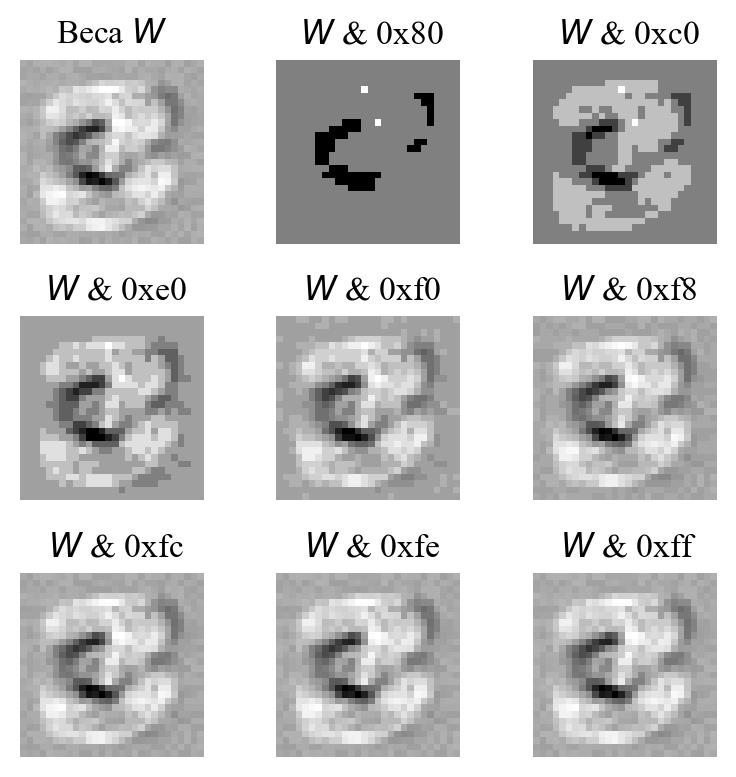 Beca W
W & 0x80
W & 0xc0
W & 0xe0
W & 0xf0
W & 0xf8
W & 0xfc
W & 0xfe
W & 0xff